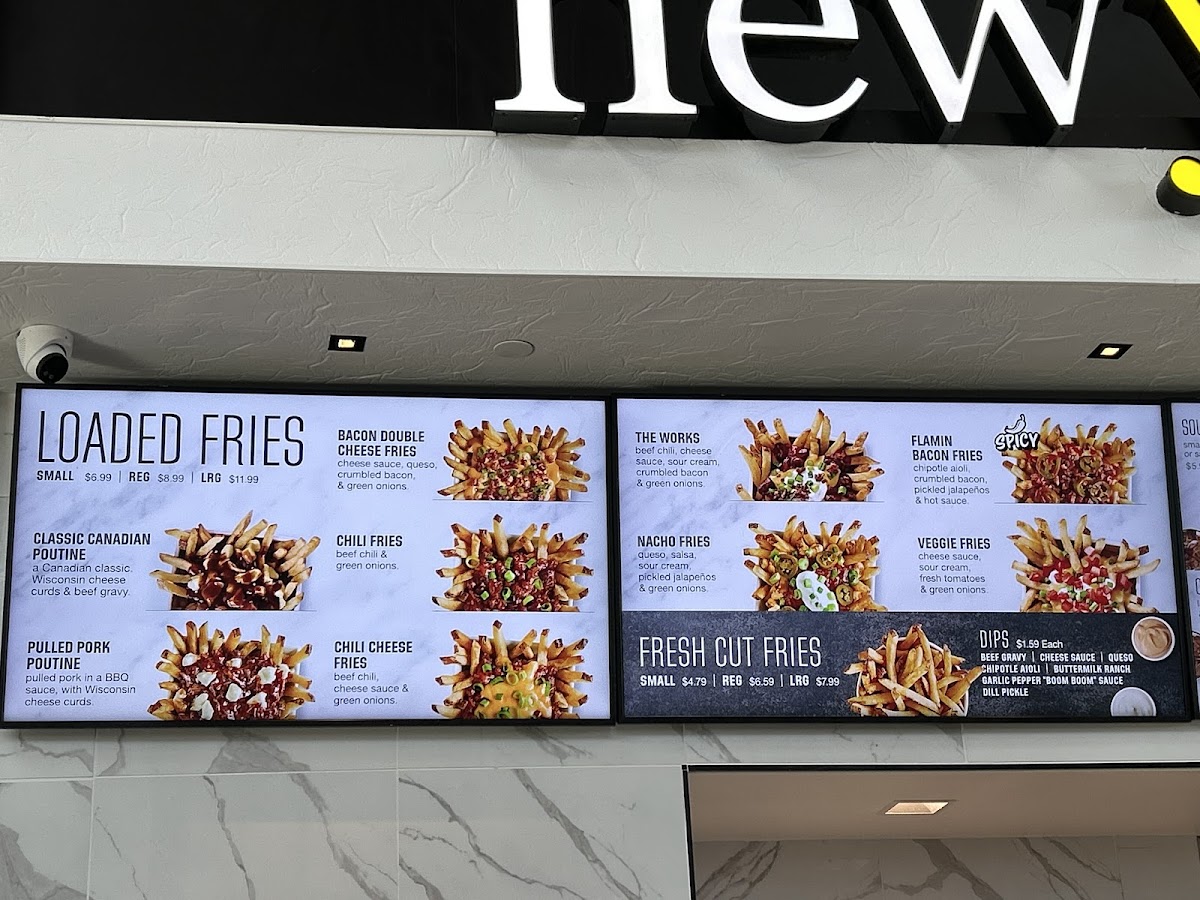 new
LOADED FRIES
SMALL $6.99 | REG $8.99 | LRG $11.99
CLASSIC CANADIAN
POUTINE
a Canadian classic.
Wisconsin cheese
curds & beef gravy.
PULLED PORK
POUTINE
pulled pork in a BBQ
sauce, with Wisconsin
cheese curds.
BACON DOUBLE
CHEESE FRIES
cheese sauce, queso,
crumbled bacon,
& green onions.
CHILI FRIES
beef chili &
green onions.
CHILI CHEESE
FRIES
beef chili,
cheese sauce &
green onions.
THE WORKS
beef chili, cheese
sauce, sour cream,
crumbled bacon
& green onions.
NACHO FRIES
queso, salsa,
sour cream,
pickled jalapeños
& green onions.
FLAMIN
BACON FRIES
chipotle aioli,
crumbled bacon,
pickled jalapeños
& hot sauce.
SPICY
VEGGIE FRIES
cheese sauce,
sour cream,
fresh tomatoes
& green onions.
FRESH CUT FRIES
SMALL $4.79 | REG $6.59 | LRG $7.99
DIPS $1.59 Each
BEEF GRAVY | CHEESE SAUCE | QUESO
CHIPOTLE AIOLI | BUTTERMILK RANCH
GARLIC PEPPER "BOOM BOOM" SAUCE
DILL PICKLE